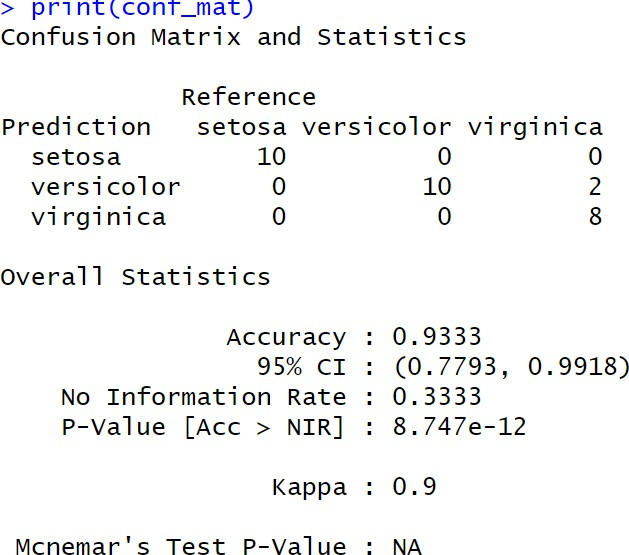 > print(conf_mat)
Confusion Matrix and Statistics
Reference
Prediction setosa versicolor virginica
setosa 10 0 0
versicolor 0 10 2
virginica 0 0 8
Overall Statistics
Accuracy : 0.9333
95% CI : (0.7793, 0.9918)
No Information Rate : 0.3333
P-Value [Acc > NIR] : 8.747e-12
Kappa : 0.9
Mcnemar's Test P-Value : NA